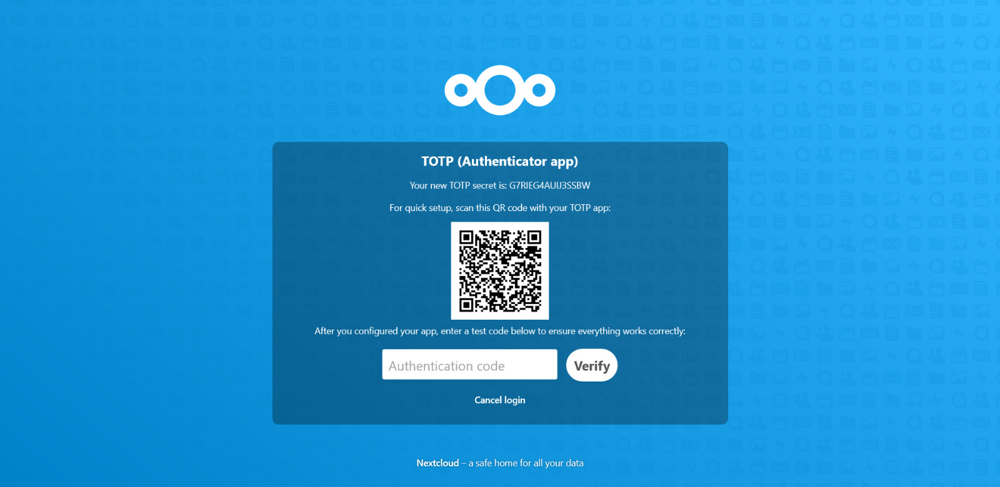 TOTP (Authenticator app)
Your new TOTP secret is: G7RIEG4AUIJ3SSBW
For quick setup, scan this QR code with your TOTP app:
After you configured your app, enter a test code below to ensure everything works correctly:
Authentication code
Verify
Cancel login
Nextcloud – a safe home for all your data